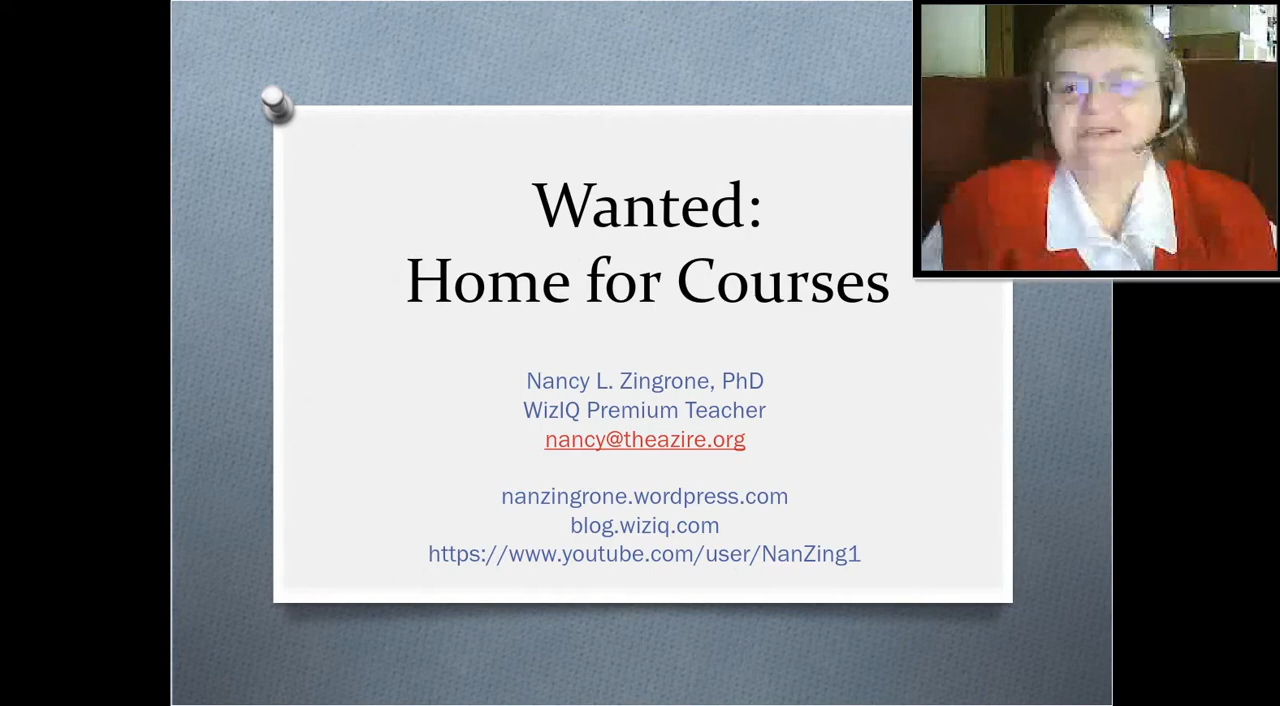 Wanted:
Home for Courses
Nancy L. Zingrone, PhD
WizIQ Premium Teacher
nancy@theazire.org
nanzingrone.wordpress.com
blog.wiziq.com
https://www.youtube.com/user/NanZing1